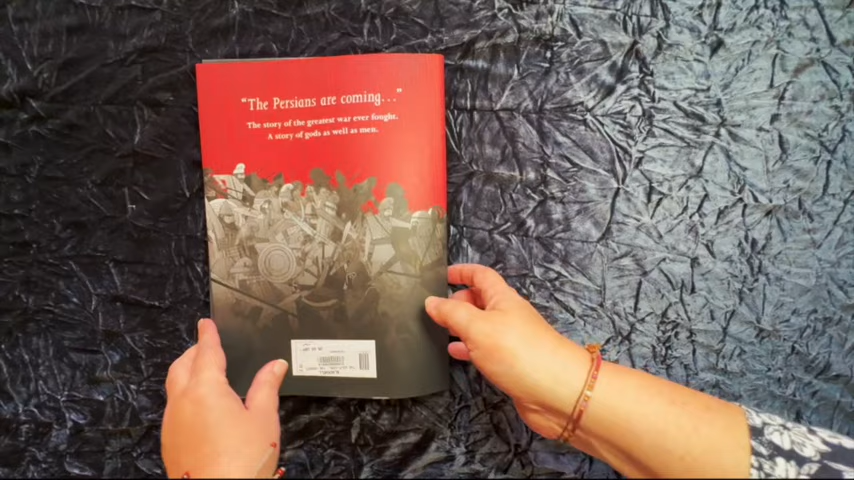 “The Persians are coming...”
The story of the greatest war ever fought.
A story of gods as well as men.